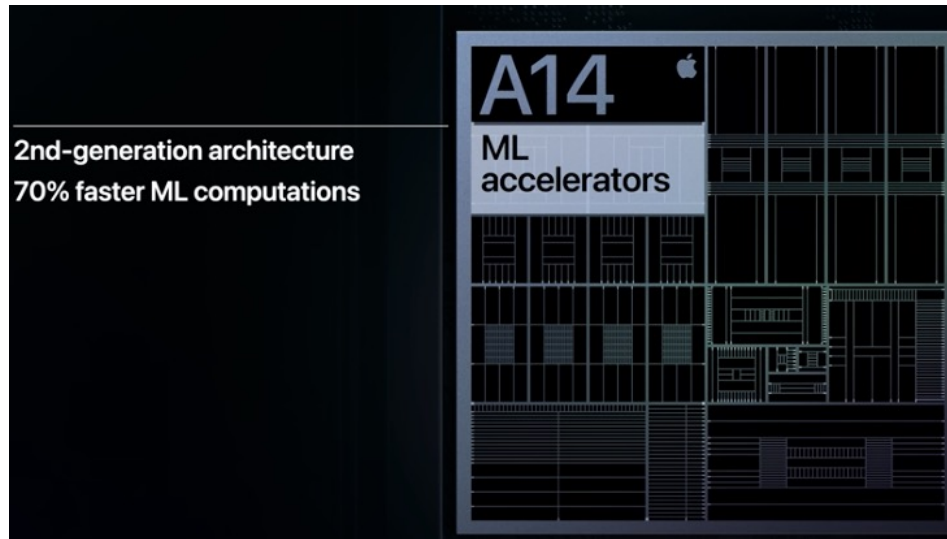 2nd-generation architecture
70% faster ML computations
A14
ML
accelerators